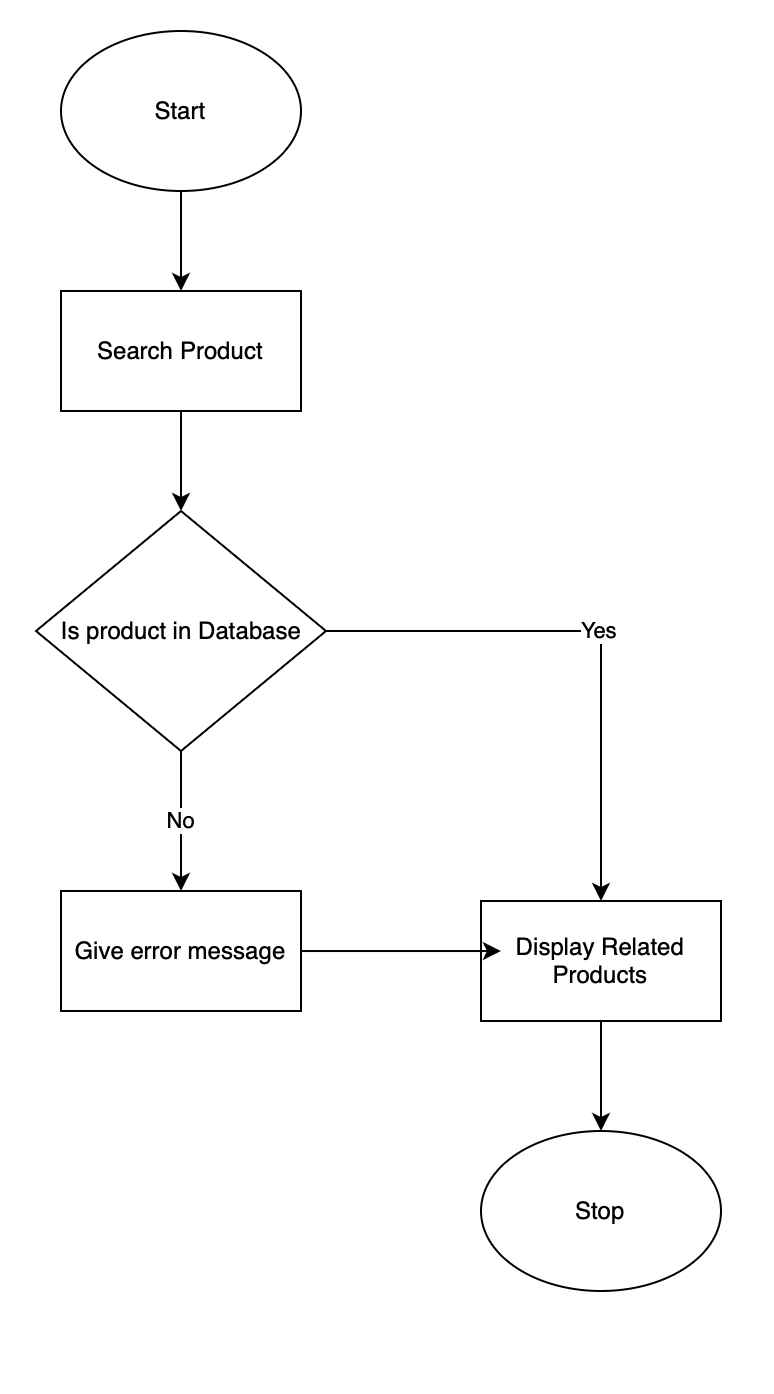 Start
Search Product
Is product in Database
Yes
No
Give error message
Display Related
Products
Stop